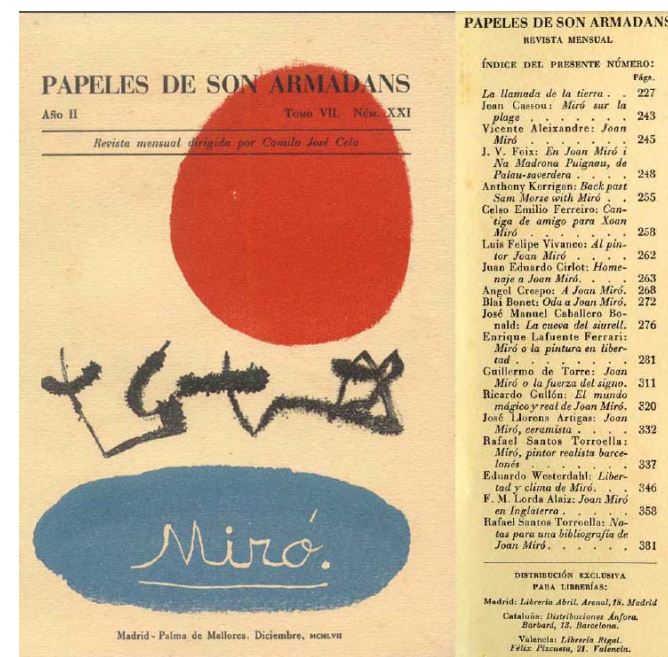 PAPELES DE SON ARMADANS
Año II Tomo VII. Núm. XXI
Revista mensual dirigida por Camilo José Cela
Miró.
Madrid - Palma de Mallorca. Diciembre, MCMLVII
PAPELES DE SON ARMADANS
REVISTA MENSUAL
ÍNDICE DEL PRESENTE NÚMERO:
Págs.
La llamada de la tierra . . 227
Jean Cassou: Miró sur la
plage . . . . . . . 243
Vicente Aleixandre: Joan
Miró . . . . . . . 245
J. V. Foix: En Joan Miró i
Na Madrona Puignau, de
Palau-saverdera . . . . 248
Anthony Kerrigan: Back past
Sam Morse with Miró . . 255
Celso Emilio Ferreiro: Can-
tiga de amigo para Xoan
Miró . . . . . . . 258
Luis Felipe Vivanco: Al pin-
tor Joan Miró . . . . 262
Juan Eduardo Cirlot: Home-
naje a Joan Miró. . . . 263
Angel Crespo: A Joan Miró. 268
Blai Bonet: Oda a Joan Miró. 272
José Manuel Caballero Bo-
nald: La cueva del siurell. 276
Enrique Lafuente Ferrari:
Miró o la pintura en liber-
tad . . . . . . . 281
Guillermo de Torre: Joan
Miró o la fuerza del signo. 311
Ricardo Gullón: El mundo
mágico y real de Joan Miró. 320
José Llorens Artigas: Joan
Miró, ceramista . . . . 332
Rafael Santos Torroella:
Miró, pintor realista barce-
lonés . . . . . . . 337
Eduardo Westerdahl: Liber-
tad y clima de Miró. . . 346
F. M. Lorda Alaiz: Joan Miró
en Inglaterra . . . . . 358
Rafael Santos Torroella: No-
tas para una bibliografía de
Joan Miró . . . . . . 381
DISTRIBUCIÓN EXCLUSIVA
PARA LIBRERÍAS:
Madrid: Librería Abril. Arenal, 18. Madrid
Cataluña: Distribuciones Ánfora.
Barbará, 13. Barcelona.
Valencia: Librería Rigal.
Félix Pizcueta, 21. Valencia.